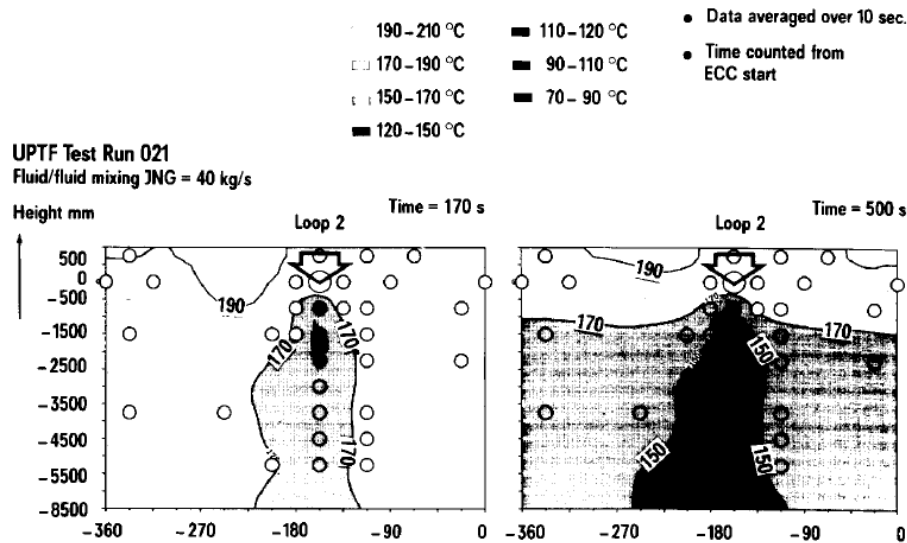 190–210 °C
170–190 °C
150–170 °C
120–150 °C
110–120 °C
90–110 °C
70–90 °C
• Data averaged over 10 sec.
• Time counted from
ECC start
UPTF Test Run 021
Fluid/fluid mixing JNG = 40 kg/s
Height mm
Loop 2
Time = 170 s
500
0
−500
−1500
−2500
−3500
−4500
−5500
−8500
190
170
170
170
−360
−270
−180
−90
0
Loop 2
Time = 500 s
190
170
170
150
150
150
−360
−270
−180
−90
0